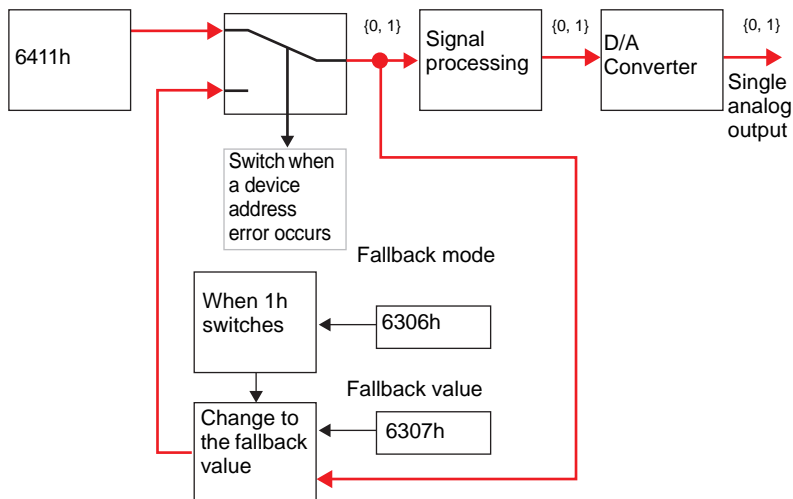 6411h
{0, 1}
Signal
processing
{0, 1}
D/A
Converter
{0, 1}
Single
analog
output
Switch when
a device
address
error occurs
Fallback mode
When 1h
switches
6306h
Fallback value
Change to
the fallback
value
6307h